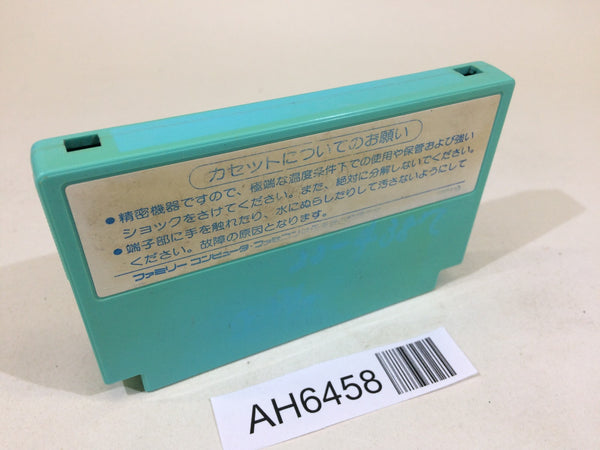 カセットについてのお願い
●精密機器ですので、極端な温度条件下での使用や保管および強い
ショックをさけてください。また、絶対に分解しないでください。
●端子部に手を触れたり、水にぬらしたりして汚さないようにして
ください。故障の原因となります。
ファミリーコンピュータ・ファミ
AH6458